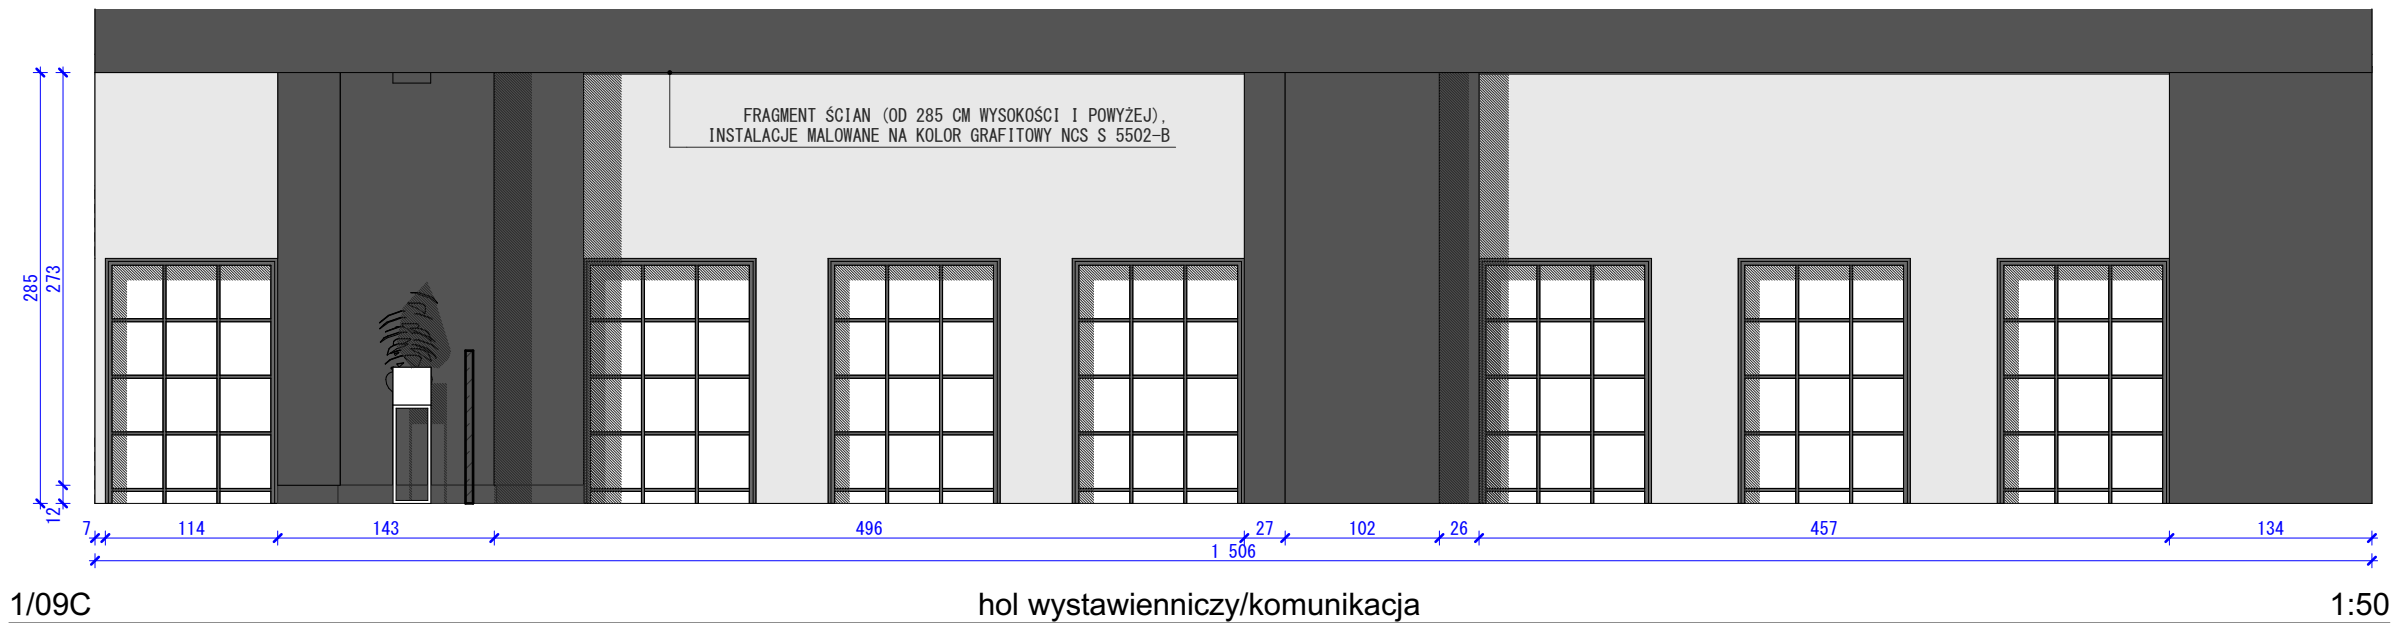 FRAGMENT ŚCIAN (OD 285 CM WYSOKOŚCI I POWYŻEJ),
INSTALACJE MALOWANE NA KOLOR GRAFITOWY NCS S 5502-B
285
273
12
7 114 143 496 27 102 26 457 134
1 506
1/09C hol wystawienniczy/komunikacja 1:50